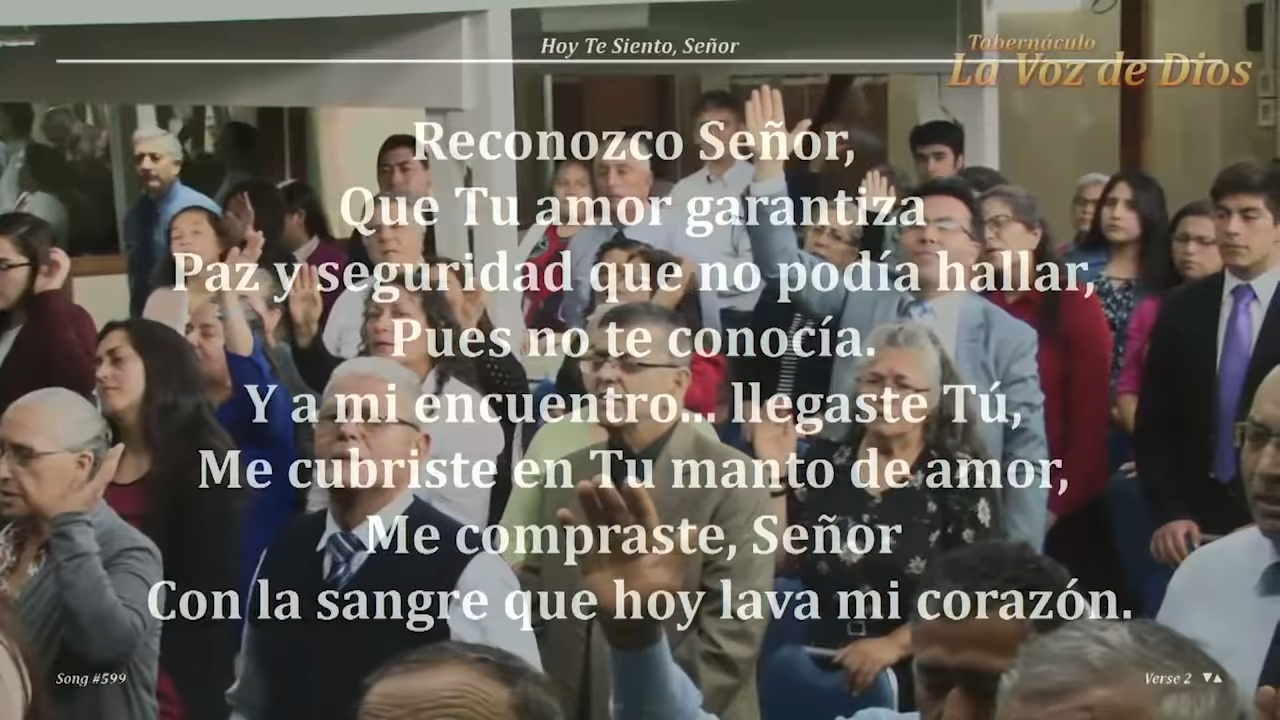 Hoy Te Siento, Señor
Tabernáculo
La Voz de Dios
Reconozco Señor,
Que Tu amor garantiza
Paz y seguridad que no podía hallar,
Pues no te conocía.
Y a mi encuentro... llegaste Tú,
Me cubriste en Tu manto de amor,
Me compraste, Señor
Con la sangre que hoy lava mi corazón.
Song #599
Verse 2 ▼▲